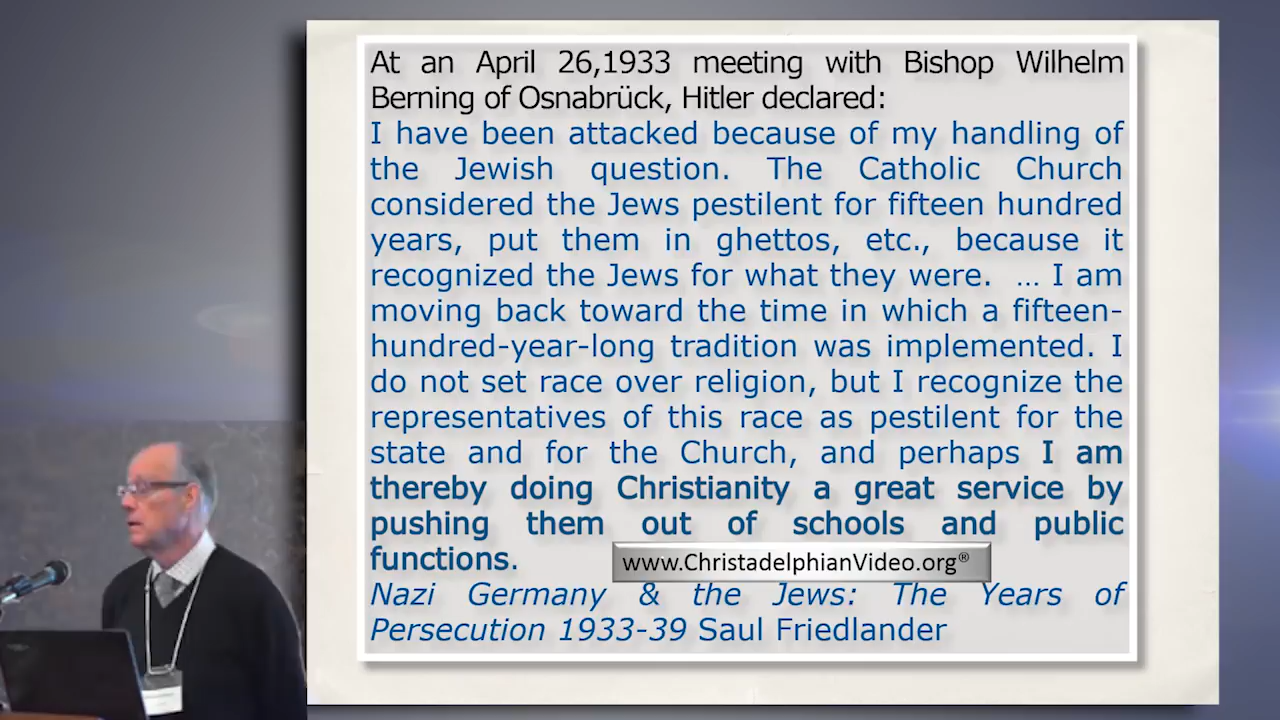 At an April 26,1933 meeting with Bishop Wilhelm
Berning of Osnabrück, Hitler declared:
I have been attacked because of my handling of
the Jewish question. The Catholic Church
considered the Jews pestilent for fifteen hundred
years, put them in ghettos, etc., because it
recognized the Jews for what they were. … I am
moving back toward the time in which a fifteen-
hundred-year-long tradition was implemented. I
do not set race over religion, but I recognize the
representatives of this race as pestilent for the
state and for the Church, and perhaps I am
thereby doing Christianity a great service by
pushing them out of schools and public
functions.
www.ChristadelphianVideo.org®
Nazi Germany & the Jews: The Years of
Persecution 1933-39 Saul Friedlander